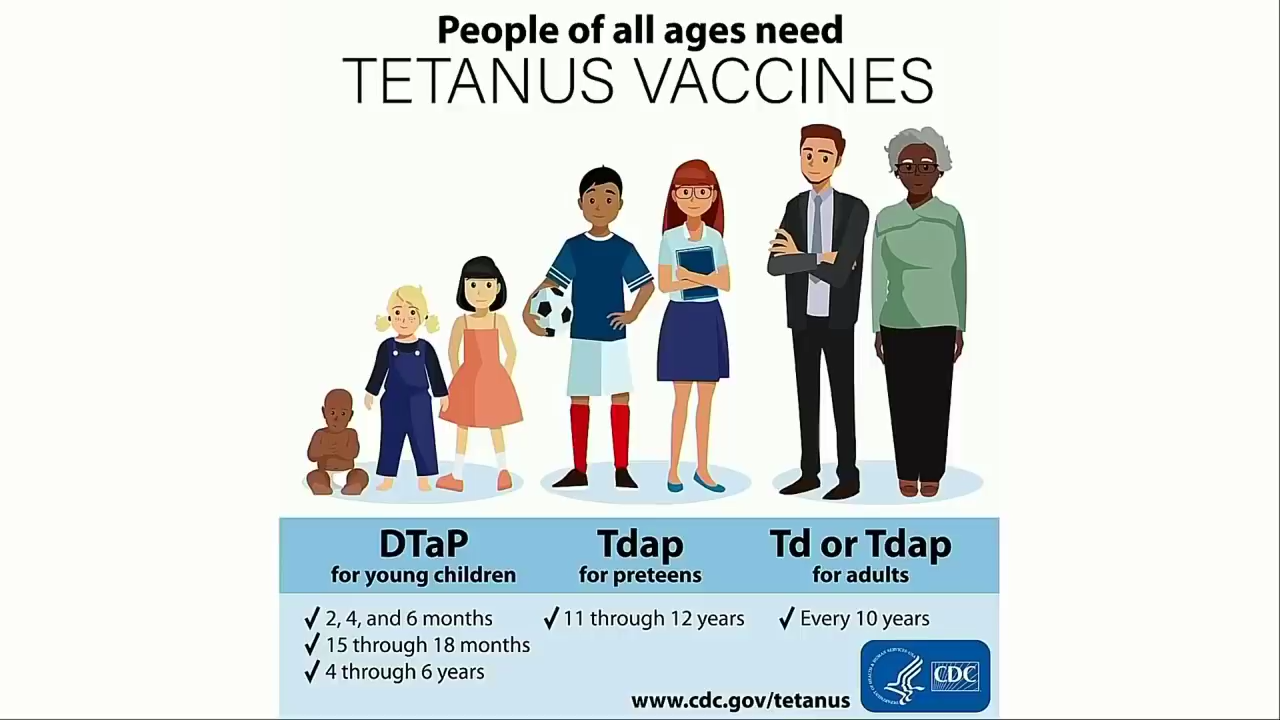 People of all ages need
TETANUS VACCINES
DTaP
for young children
✓ 2, 4, and 6 months
✓ 15 through 18 months
✓ 4 through 6 years
Tdap
for preteens
✓ 11 through 12 years
Td or Tdap
for adults
✓ Every 10 years
www.cdc.gov/tetanus
CDC